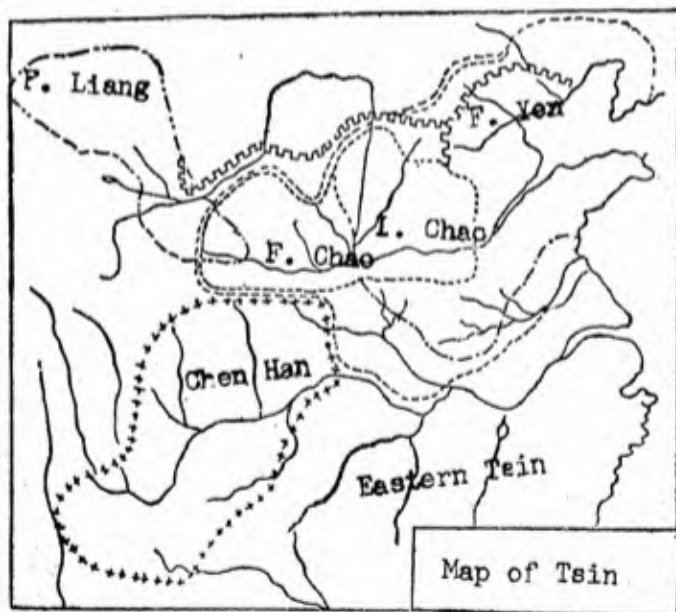 F. Liang
F. Yen
L. Chao
F. Chao
Chen Han
Eastern Tsin
Map of Tsin